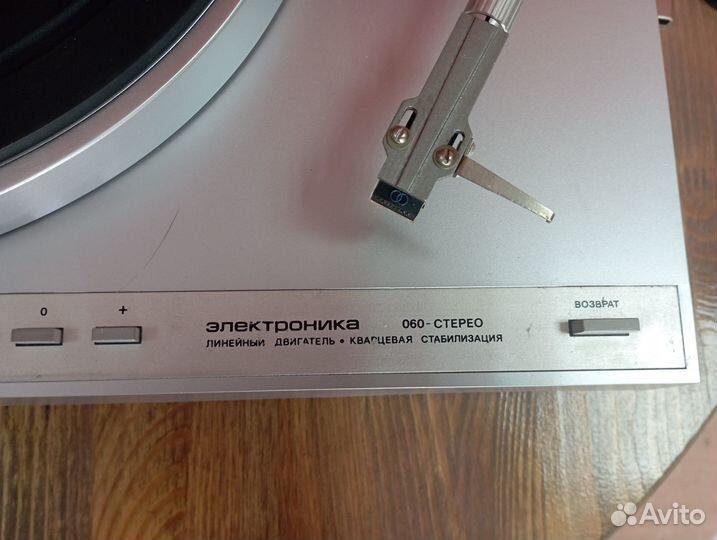 0 +
электроника 060-СТЕРЕО
ВОЗВРАТ
ЛИНЕЙНЫЙ ДВИГАТЕЛЬ • КВАРЦЕВАЯ СТАБИЛИЗАЦИЯ
Avito